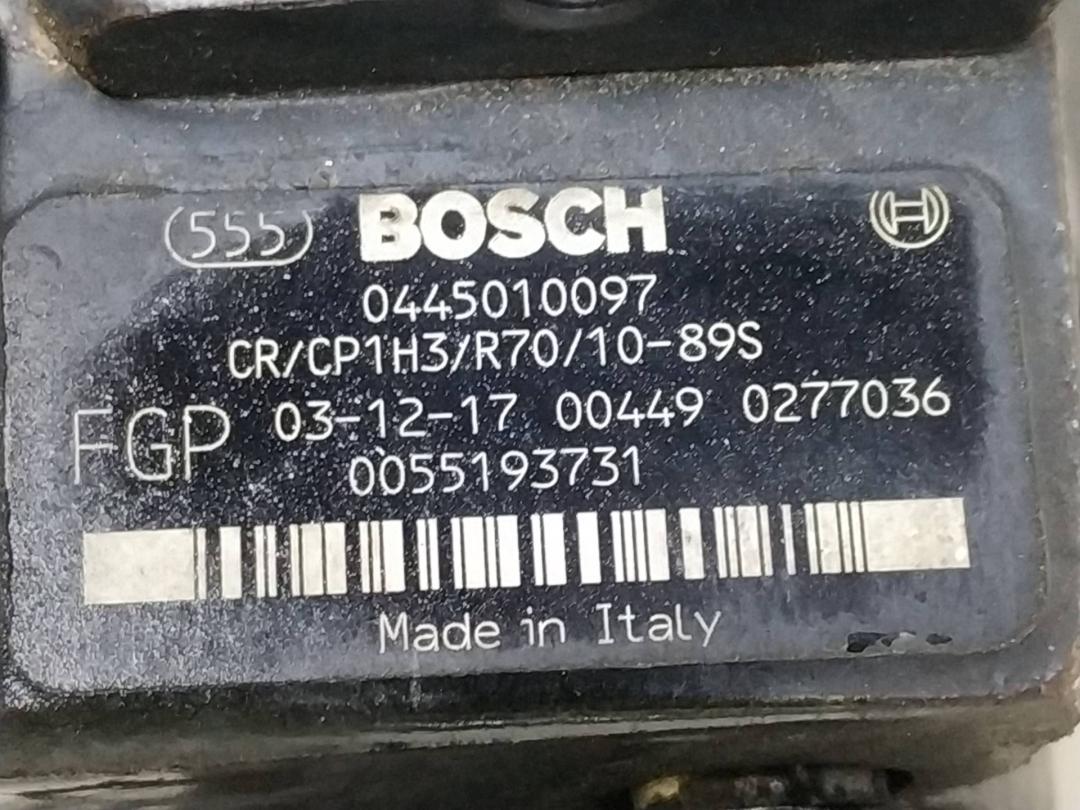 (555) BOSCH
0445010097
CR/CP1H3/R70/10-89S
FGP 03-12-17 00449 0277036
0055193731
Made in Italy